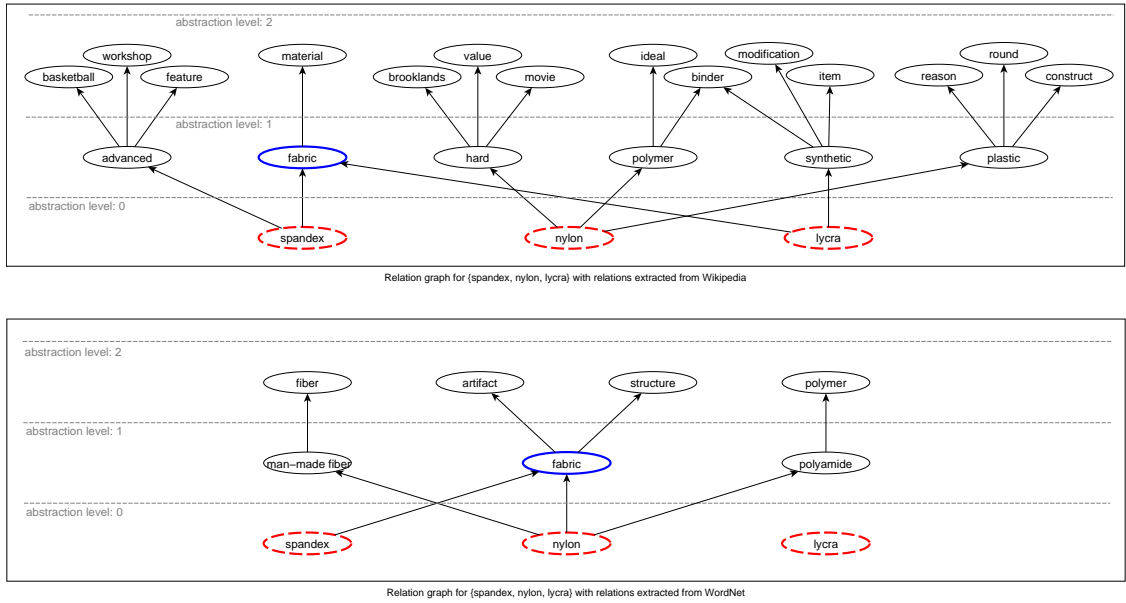 abstraction level: 2
workshop material value ideal modification round
basketball feature brooklands movie binder item reason construct
abstraction level: 1
advanced fabric hard polymer synthetic plastic
abstraction level: 0
spandex nylon lycra
Relation graph for {spandex, nylon, lycra} with relations extracted from Wikipedia
abstraction level: 2
fiber artifact structure polymer
abstraction level: 1
man−made fiber fabric polyamide
abstraction level: 0
spandex nylon lycra
Relation graph for {spandex, nylon, lycra} with relations extracted from WordNet